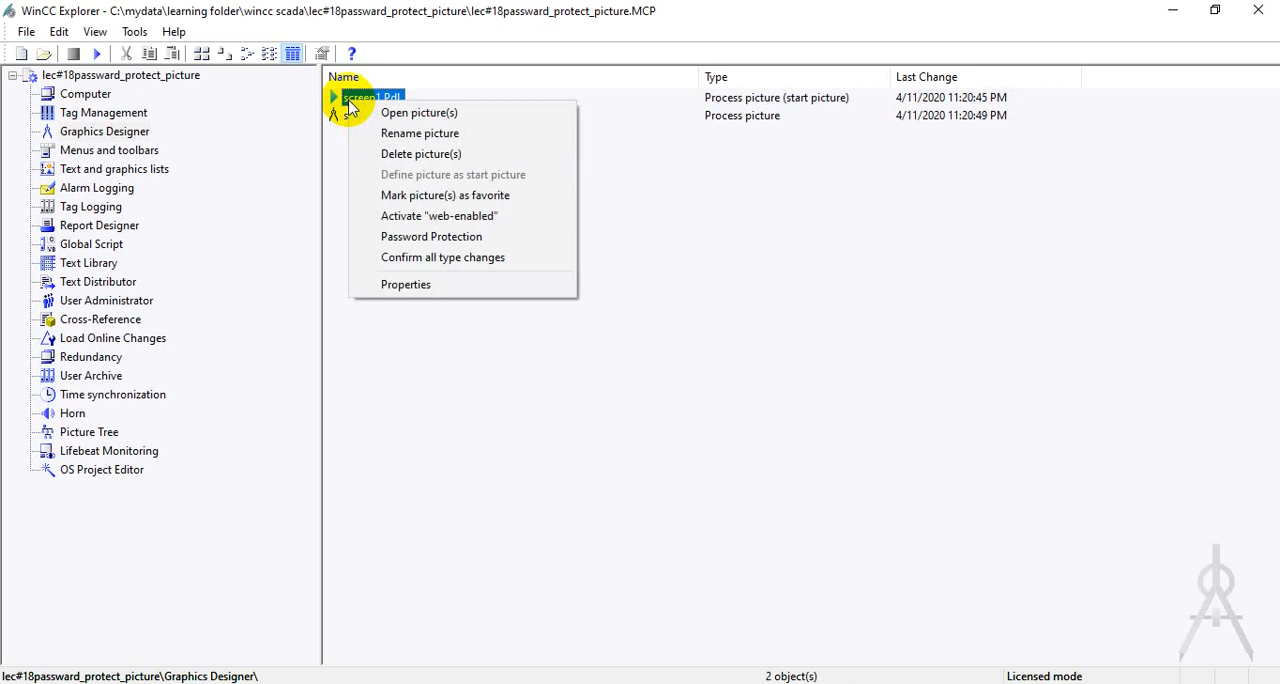 WinCC Explorer - C:\mydata\learning folder\wincc scada\lec#18passward_protect_picture\lec#18passward_protect_picture.MCP
File Edit View Tools Help
lec#18passward_protect_picture
Computer
Tag Management
Graphics Designer
Menus and toolbars
Text and graphics lists
Alarm Logging
Tag Logging
Report Designer
Global Script
Text Library
Text Distributor
User Administrator
Cross-Reference
Load Online Changes
Redundancy
User Archive
Time synchronization
Horn
Picture Tree
Lifebeat Monitoring
OS Project Editor
Name Type Last Change
screen1.Pdl Process picture (start picture) 4/11/2020 11:20:45 PM
Process picture 4/11/2020 11:20:49 PM
Open picture(s)
Rename picture
Delete picture(s)
Define picture as start picture
Mark picture(s) as favorite
Activate "web-enabled"
Password Protection
Confirm all type changes
Properties
lec#18passward_protect_picture\Graphics Designer\ 2 object(s) Licensed mode